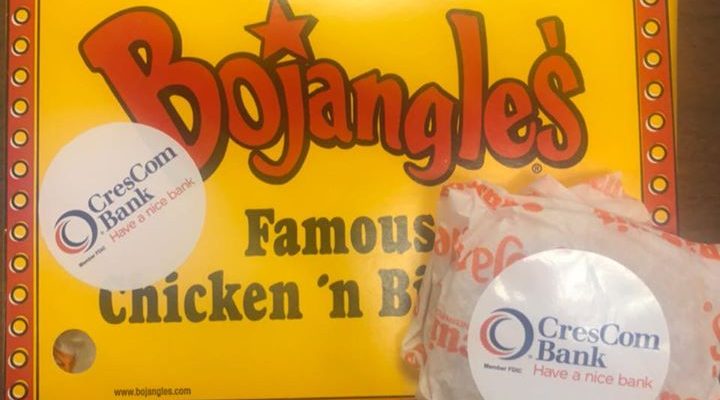 Bojangles'
®
CresCom
Bank
Have a nice bank
Member FDIC
Famous
Chicken 'n Bi
www.bojangles.com
CresCom
Bank
Member FDIC
Have a nice bank